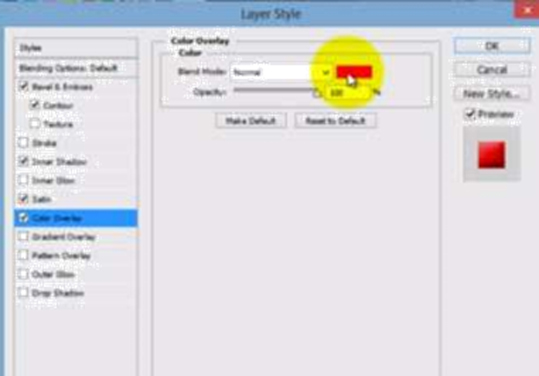 Layer Style
Styles
Blending Options: Default
Bevel & Emboss
Contour
Texture
Stroke
Inner Shadow
Inner Glow
Satin
Color Overlay
Gradient Overlay
Pattern Overlay
Outer Glow
Drop Shadow
Color Overlay
Color
Blend Mode: Normal
Opacity: 100 %
Make Default Reset to Default
OK
Cancel
New Style...
Preview